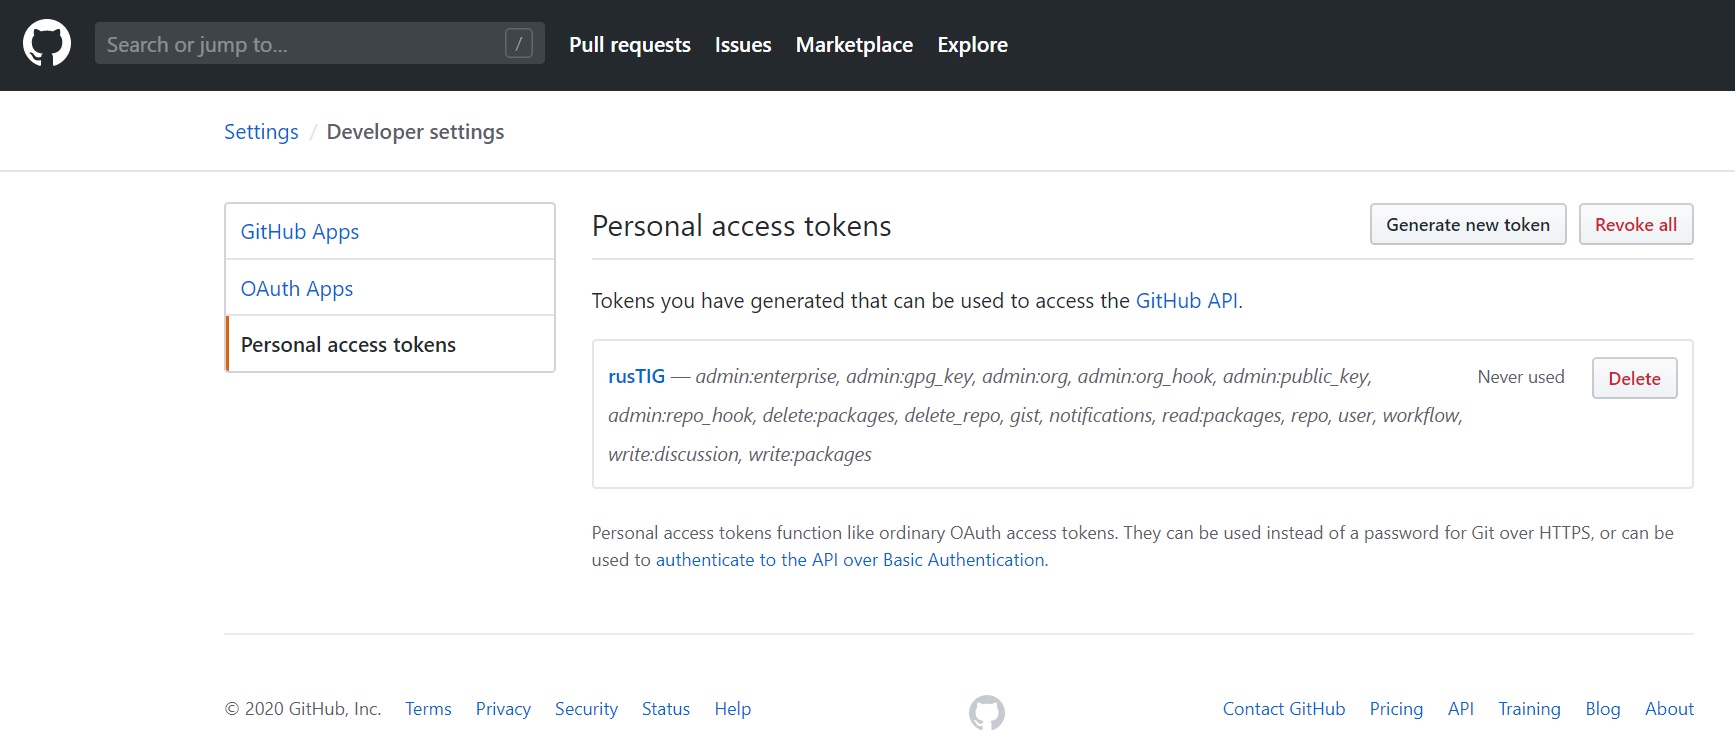 Search or jump to... /
Pull requests Issues Marketplace Explore
Settings / Developer settings
GitHub Apps
OAuth Apps
Personal access tokens
Personal access tokens
Generate new token
Revoke all
Tokens you have generated that can be used to access the GitHub API.
rusTIG — admin:enterprise, admin:gpg_key, admin:org, admin:org_hook, admin:public_key,
admin:repo_hook, delete:packages, delete_repo, gist, notifications, read:packages, repo, user, workflow,
write:discussion, write:packages
Never used
Delete
Personal access tokens function like ordinary OAuth access tokens. They can be used instead of a password for Git over HTTPS, or can be
used to authenticate to the API over Basic Authentication.
© 2020 GitHub, Inc. Terms Privacy Security Status Help
Contact GitHub Pricing API Training Blog About